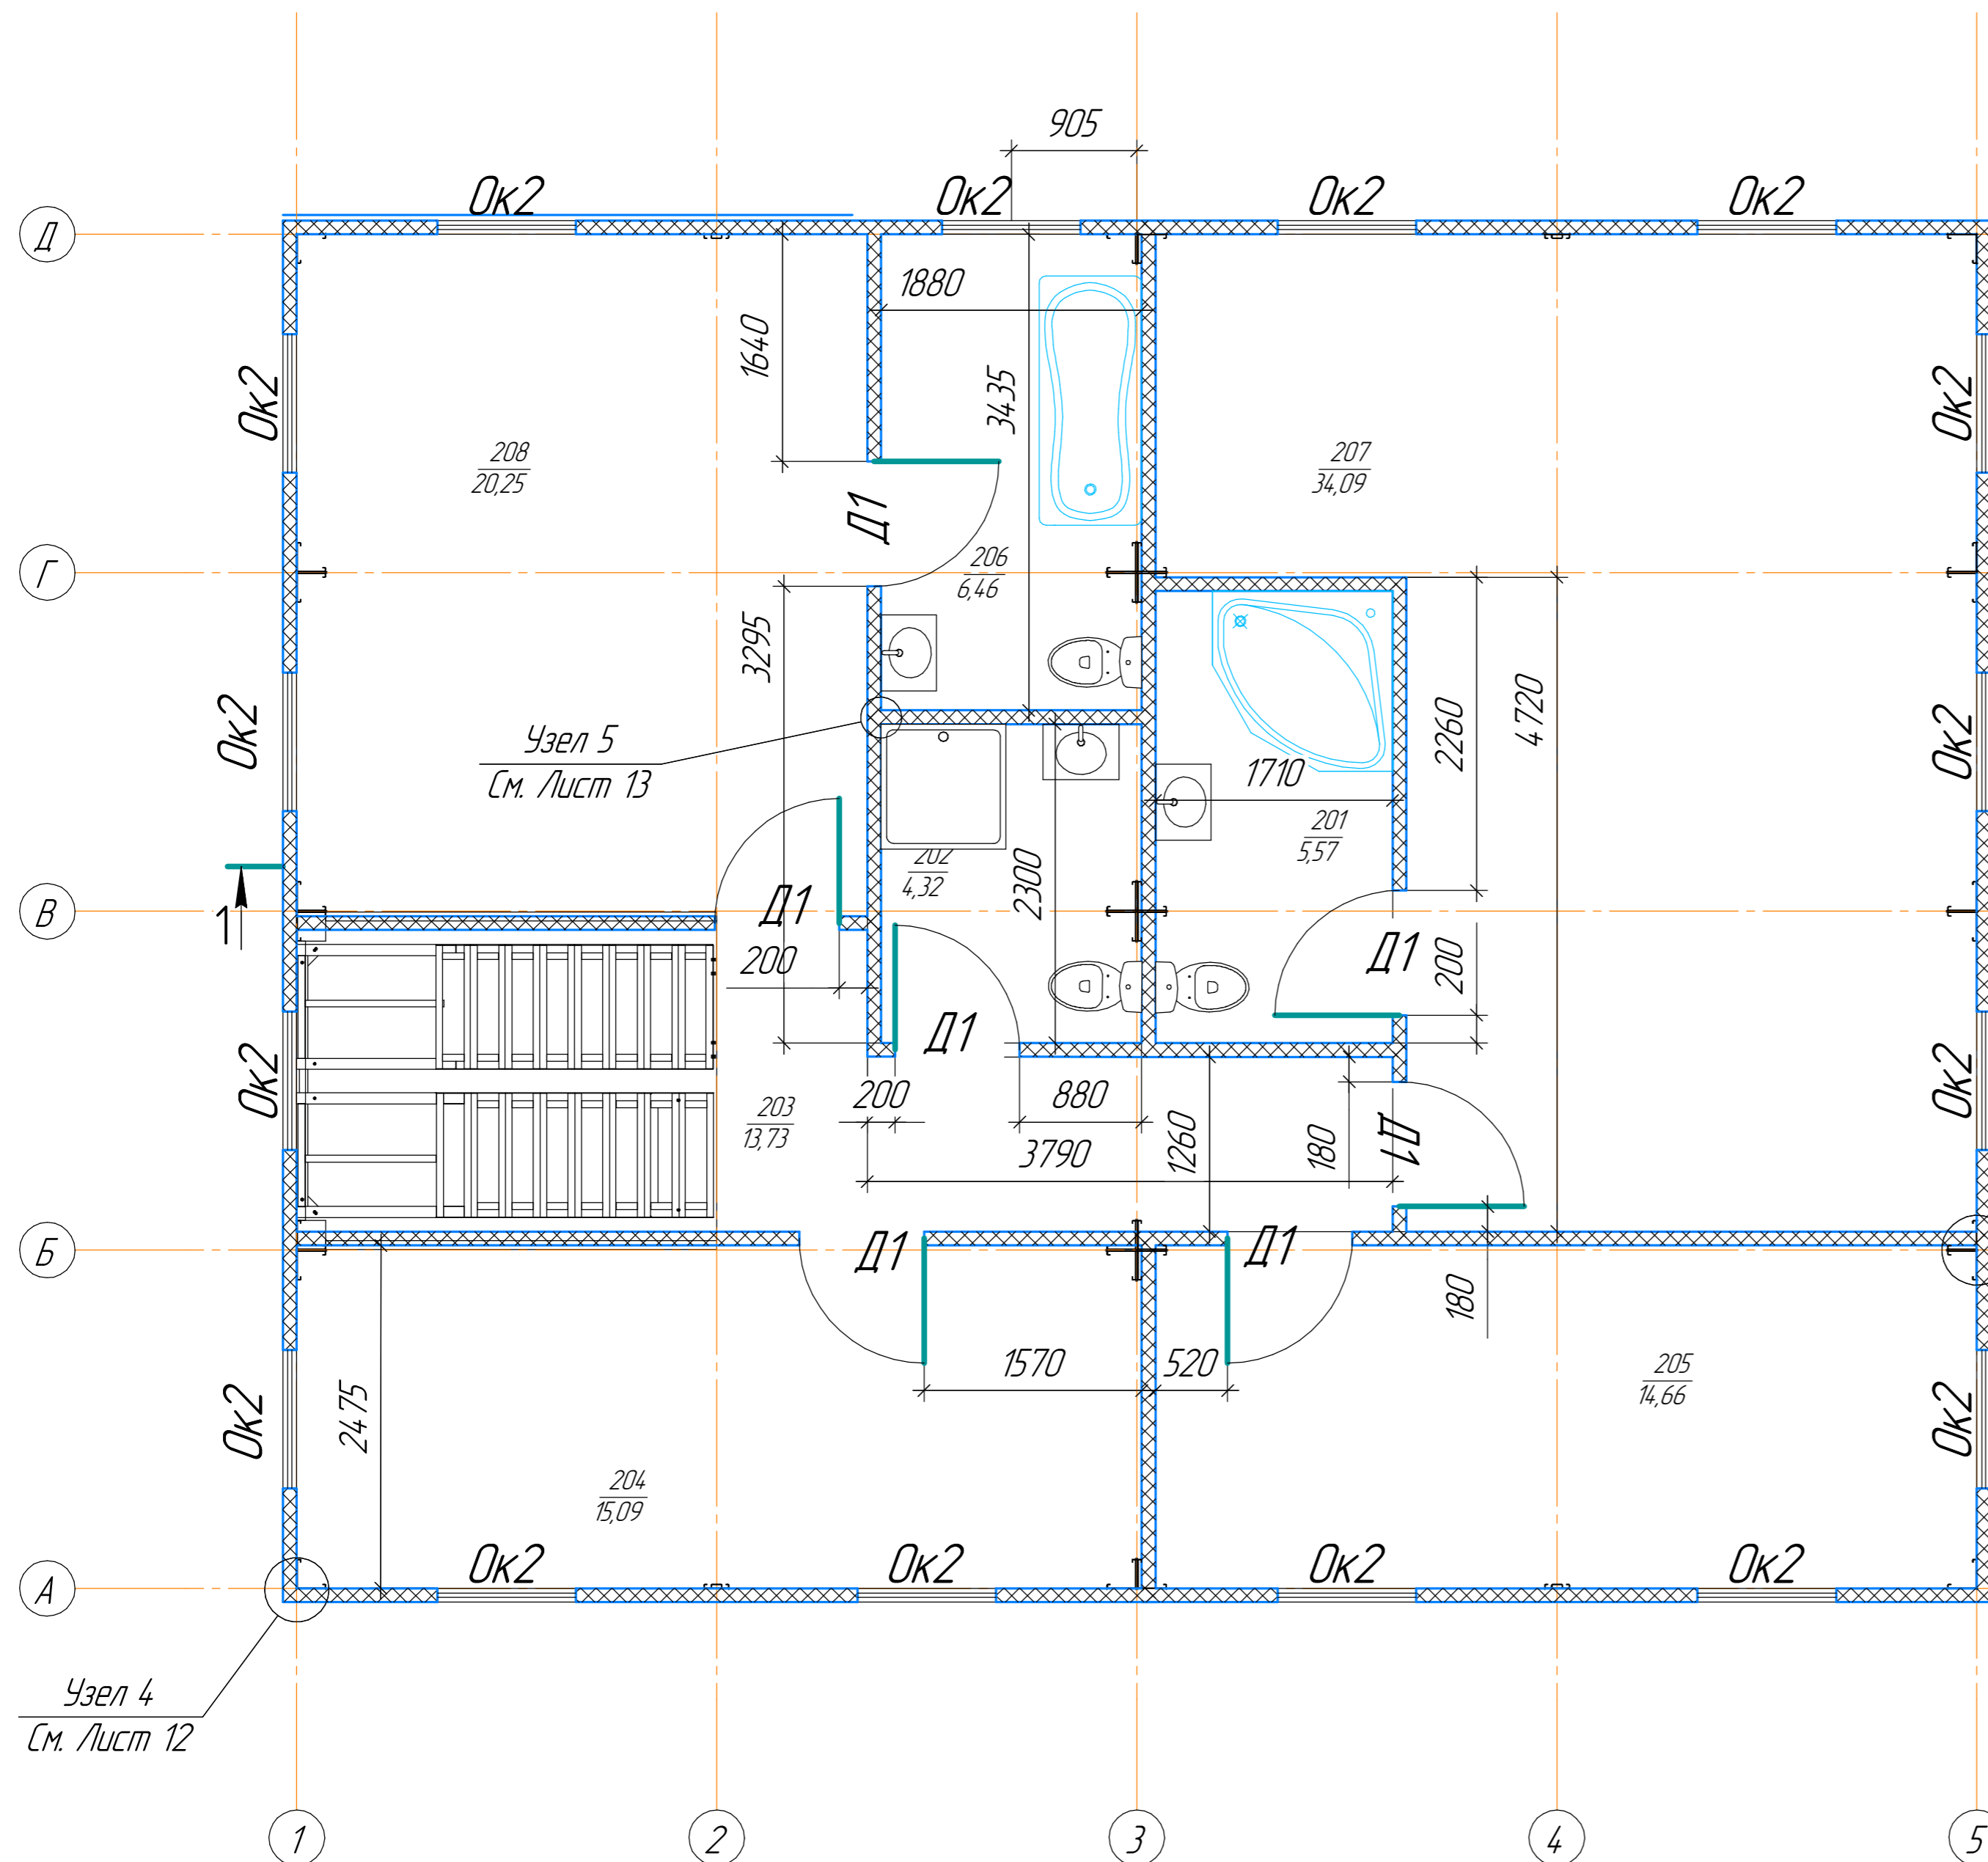 905
Ок2
Ок2
Ок2
Ок2
Д
1880
1640
3435
Ок2
Ок2
208
20,25
207
34,09
Д1
Г
206
6,46
3295
2260
4720
Ок2
Ок2
Узел 5
См. Лист 13
1710
201
5,57
202
4,32
2300
В
1
Д1
200
Д1
200
Д1
Ок2
Ок2
203
13,73
200
880
1260
180
Д1
3790
Б
Д1
Д1
180
1570
520
205
14,66
2475
Ок2
Ок2
204
15,09
А
Ок2
Ок2
Ок2
Ок2
Узел 4
См. Лист 12
1
2
3
4
5